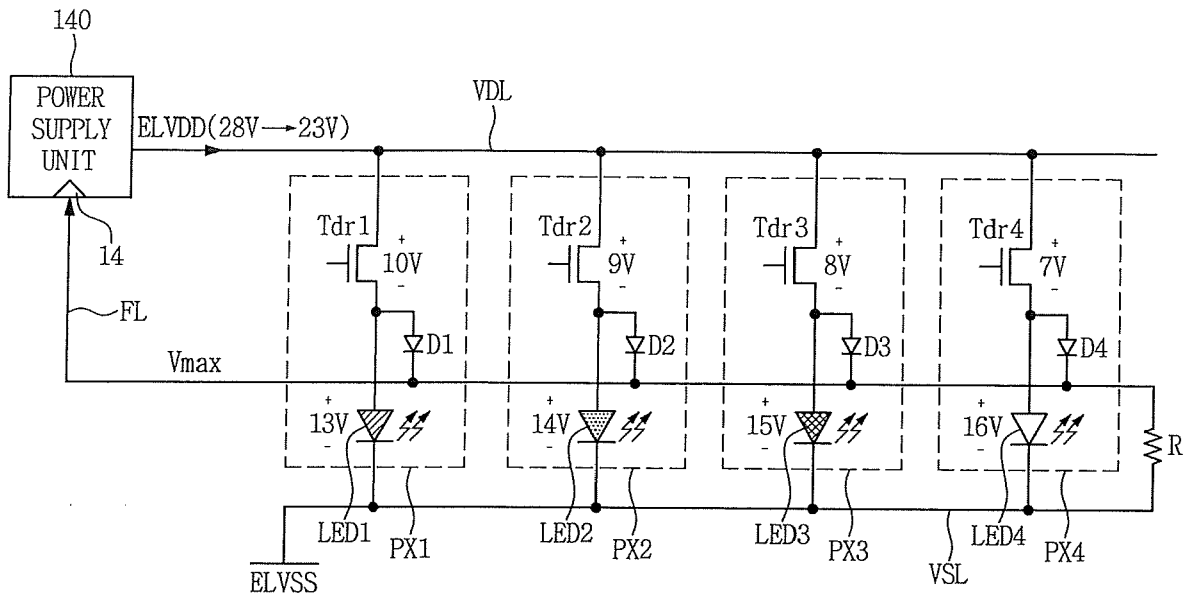 140
POWER
SUPPLY
UNIT
14
ELVDD(28V→23V)
VDL
FL
Vmax
Tdr1
+
10V
-
D1
+
13V
-
LED1
PX1
Tdr2
+
9V
-
D2
+
14V
-
LED2
PX2
Tdr3
+
8V
-
D3
+
15V
-
LED3
PX3
Tdr4
+
7V
-
D4
+
16V
-
LED4
PX4
R
VSL
ELVSS